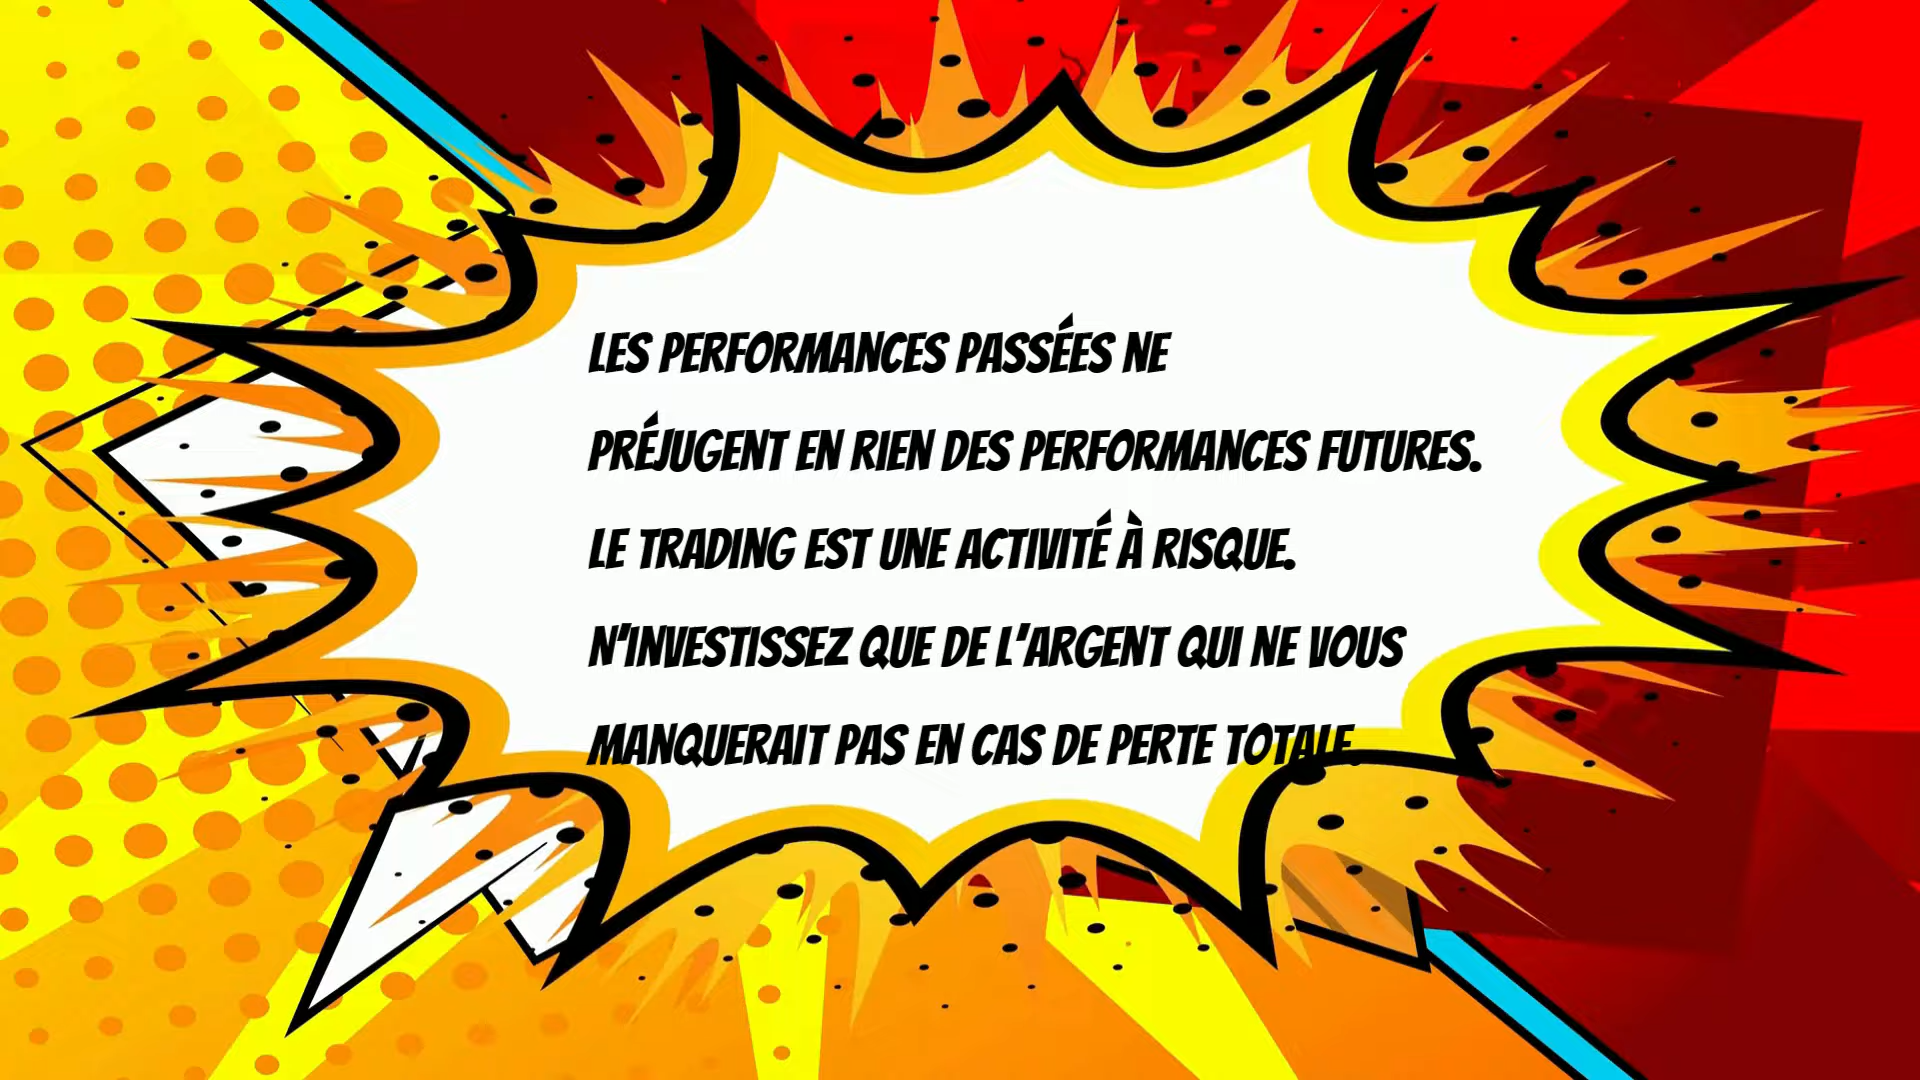 LES PERFORMANCES PASSÉES NE
PRÉJUGENT EN RIEN DES PERFORMANCES FUTURES.
LE TRADING EST UNE ACTIVITÉ À RISQUE.
N'INVESTISSEZ QUE DE L'ARGENT QUI NE VOUS
MANQUERAIT PAS EN CAS DE PERTE TOTALE.